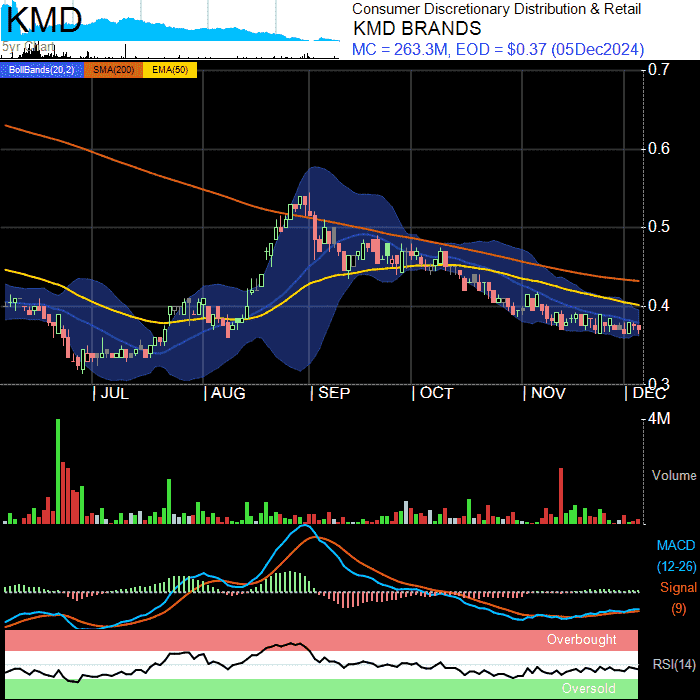 KMD
5yr Chart
Consumer Discretionary Distribution & Retail
KMD BRANDS
MC = 263.3M, EOD = $0.37 (05Dec2024)
BollBands(20,2) SMA(200) EMA(50)
0.7
0.6
0.5
0.4
0.3
JUL AUG SEP OCT NOV DEC
4M
Volume
MACD
(12-26)
Signal
(9)
Overbought
RSI(14)
Oversold